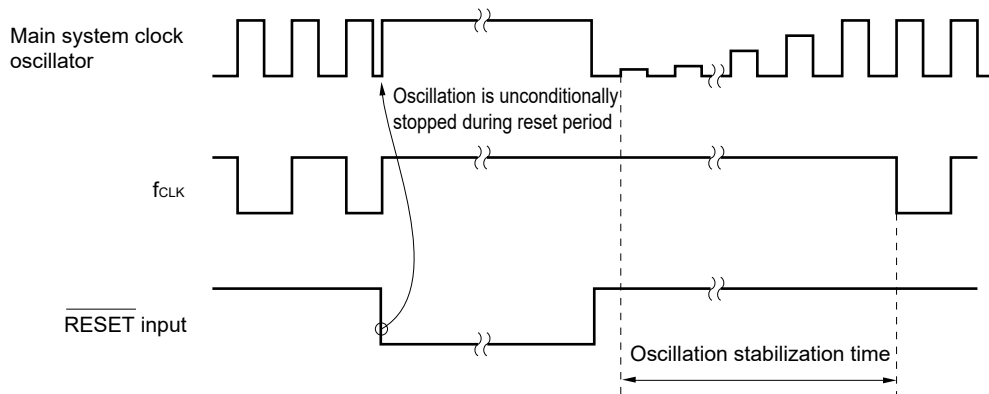 Main system clock
oscillator
Oscillation is unconditionally
stopped during reset period
fCLK
RESET input
Oscillation stabilization time